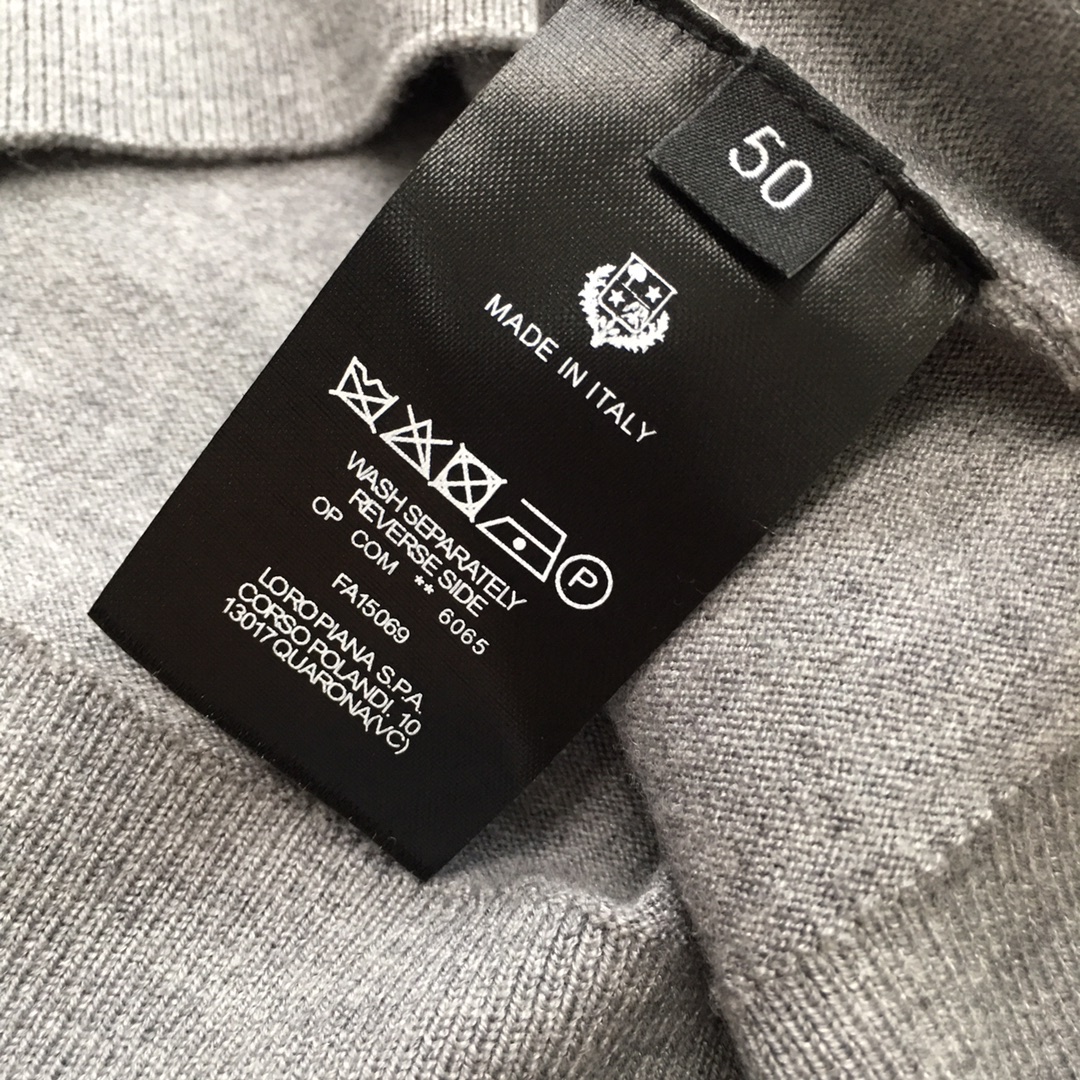 50
MADE IN ITALY
P
WASH SEPARATELY
REVERSE SIDE
OP COM ** 6065
FA15069
LORO PIANA S.P.A.
CORSO POLANDI, 10
13017 QUARONA(VC)